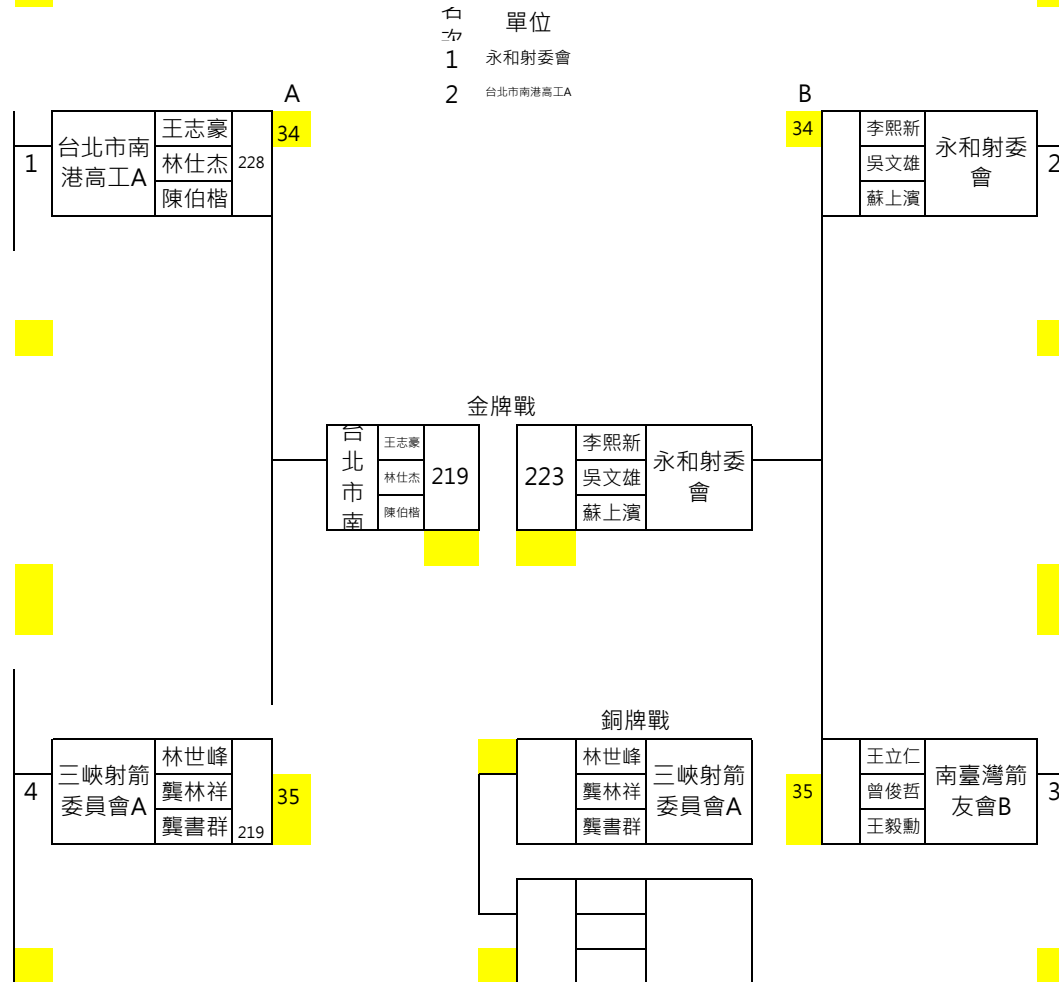 名次 單位
1 永和射委會
2 台北市南港高工A
A
B
1
台北市南
港高工A
王志豪
林仕杰
陳伯楷
228
34
34
李熙新
吳文雄
蘇上濱
永和射委
會
2
金牌戰
台
北
市
南
王志豪
林仕杰
陳伯楷
219
223
李熙新
吳文雄
蘇上濱
永和射委
會
銅牌戰
4
三峽射箭
委員會A
林世峰
龔林祥
龔書群
219
35
林世峰
龔林祥
龔書群
三峽射箭
委員會A
35
王立仁
曾俊哲
王毅勳
南臺灣箭
友會B
3